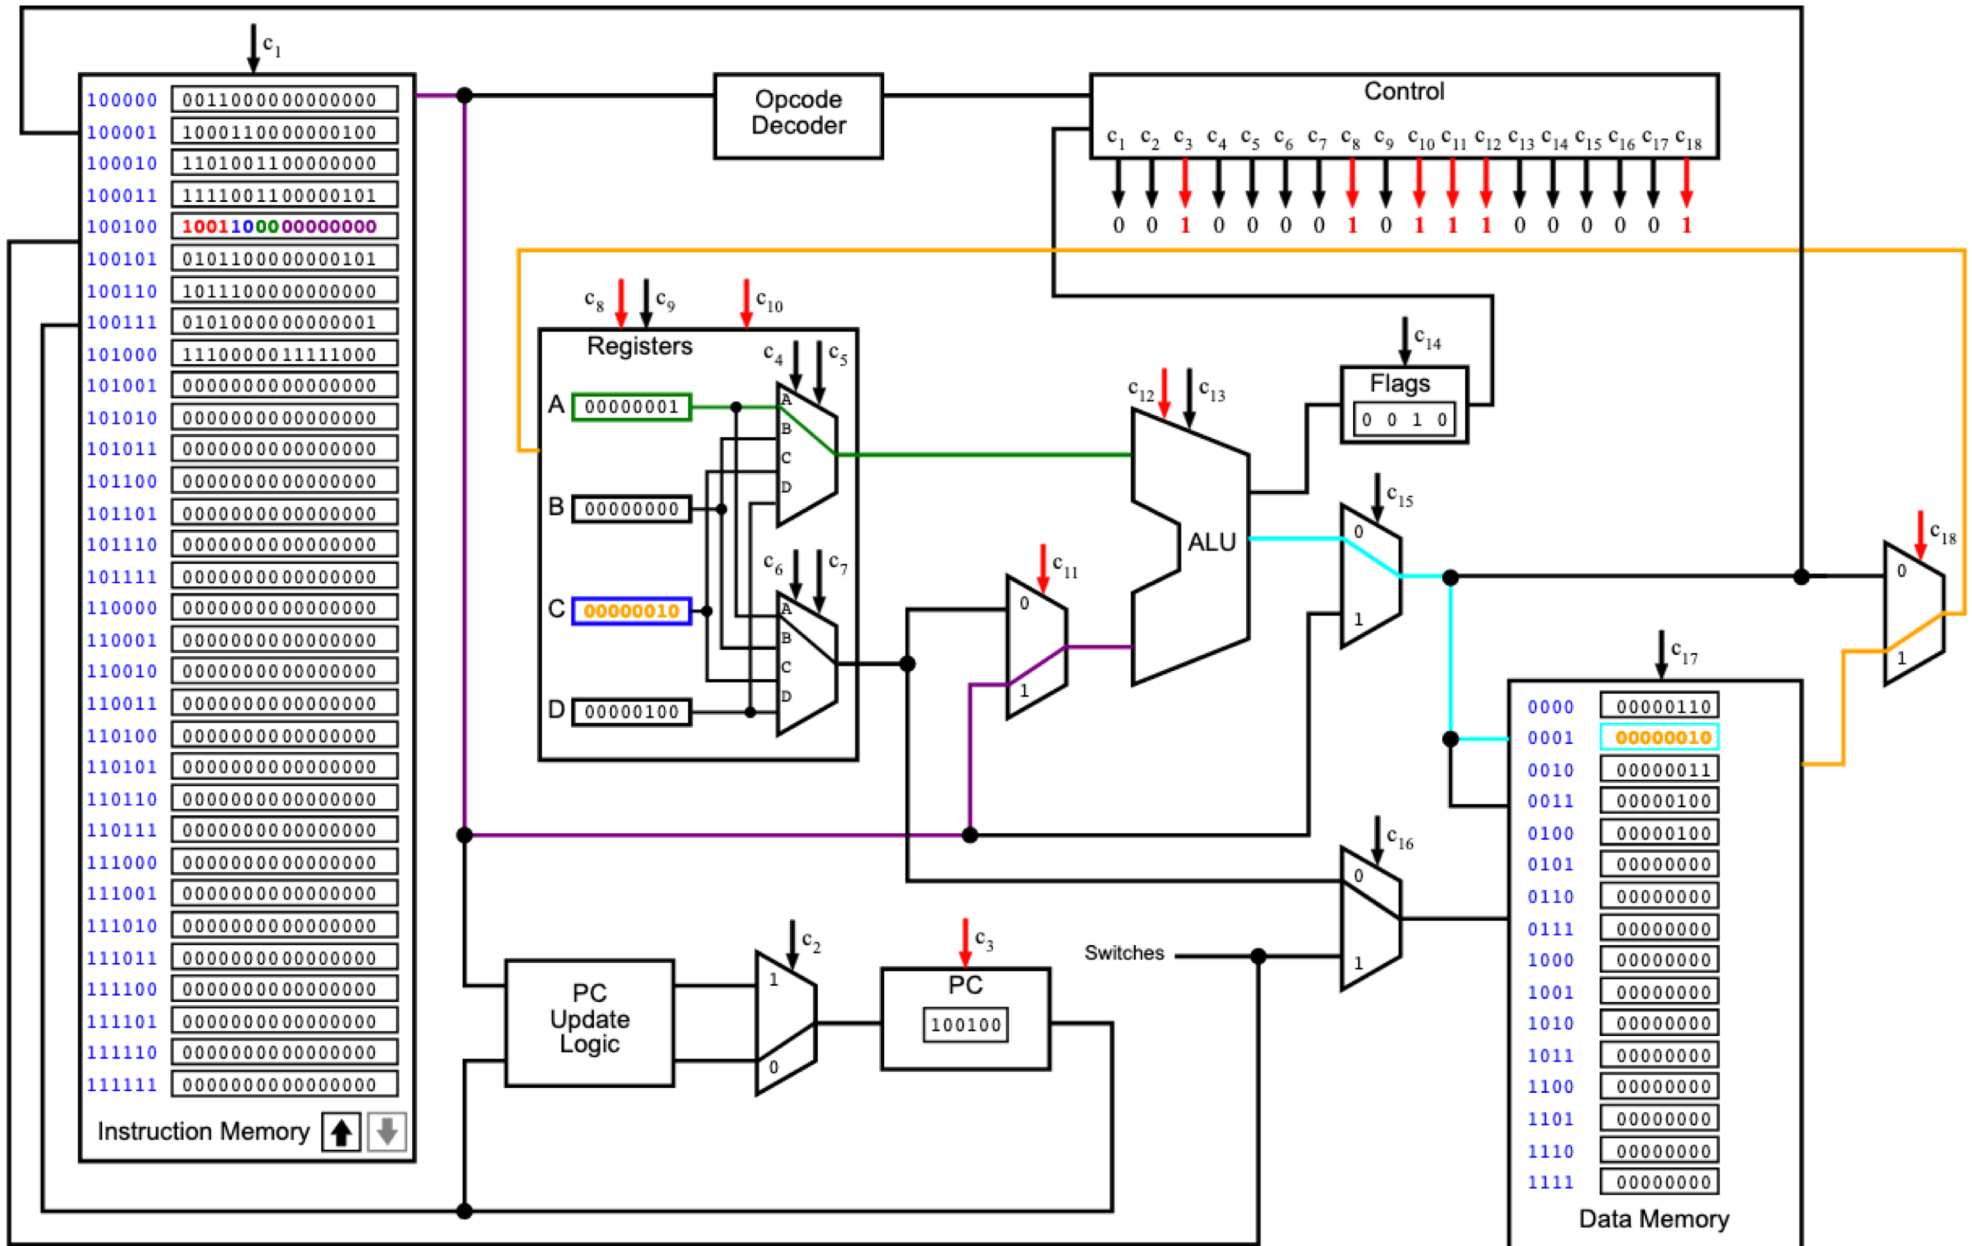 c1
100000 0011000000000000
100001 1000110000000100
100010 1101001100000000
100011 1111001100000101
100100 1001100000000000
100101 0101100000000101
100110 1011100000000000
100111 0101000000000001
101000 1110000011111000
101001 0000000000000000
101010 0000000000000000
101011 0000000000000000
101100 0000000000000000
101101 0000000000000000
101110 0000000000000000
101111 0000000000000000
110000 0000000000000000
110001 0000000000000000
110010 0000000000000000
110011 0000000000000000
110100 0000000000000000
110101 0000000000000000
110110 0000000000000000
110111 0000000000000000
111000 0000000000000000
111001 0000000000000000
111010 0000000000000000
111011 0000000000000000
111100 0000000000000000
111101 0000000000000000
111110 0000000000000000
111111 0000000000000000
Instruction Memory
Opcode
Decoder
Control
c1 c2 c3 c4 c5 c6 c7 c8 c9 c10 c11 c12 c13 c14 c15 c16 c17 c18
0 0 1 0 0 0 0 1 0 1 1 1 0 0 0 0 0 1
c8 c9 c10
Registers
c4 c5
A 00000001
B 00000000
C 00000010
D 00000100
A
B
C
D
c6 c7
A
B
C
D
c11
0
1
c12 c13
ALU
c14
Flags
0 0 1 0
c15
0
1
c16
0
1
Switches
c18
0
1
PC
Update
Logic
c2
1
0
c3
PC
100100
c17
0000 00000110
0001 00000010
0010 00000011
0011 00000100
0100 00000100
0101 00000000
0110 00000000
0111 00000000
1000 00000000
1001 00000000
1010 00000000
1011 00000000
1100 00000000
1101 00000000
1110 00000000
1111 00000000
Data Memory